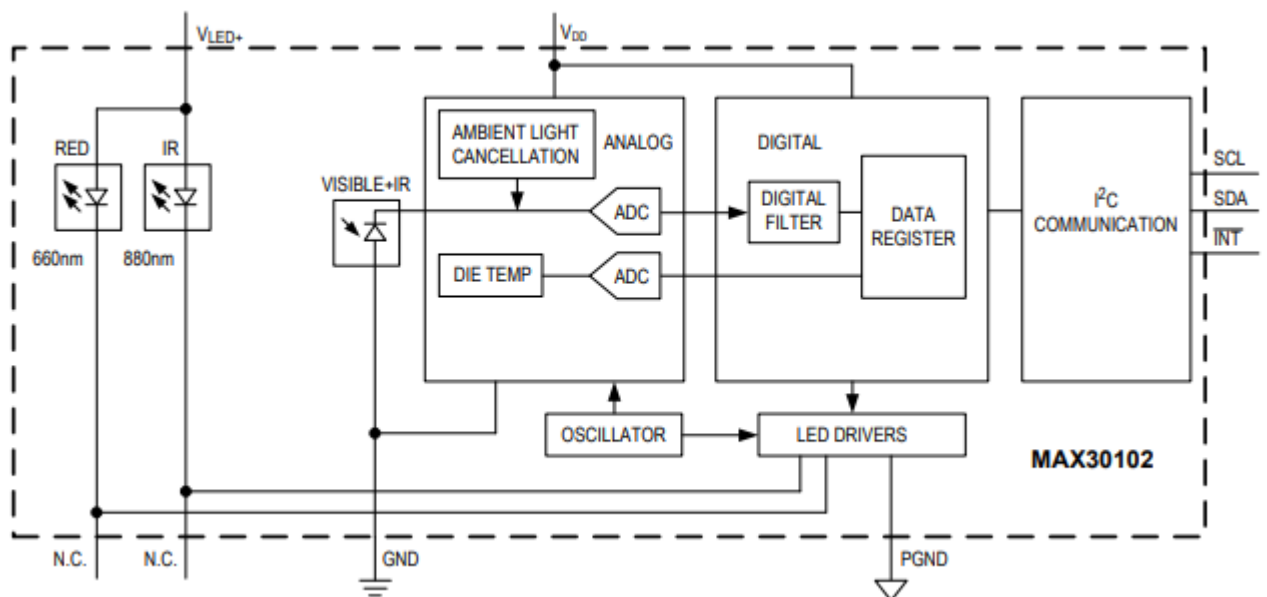 VLED+
VDD
RED
IR
660nm
880nm
VISIBLE+IR
AMBIENT LIGHT
CANCELLATION
ANALOG
ADC
DIE TEMP
ADC
DIGITAL
DIGITAL
FILTER
DATA
REGISTER
I²C
COMMUNICATION
SCL
SDA
INT
OSCILLATOR
LED DRIVERS
MAX30102
N.C.
N.C.
GND
PGND